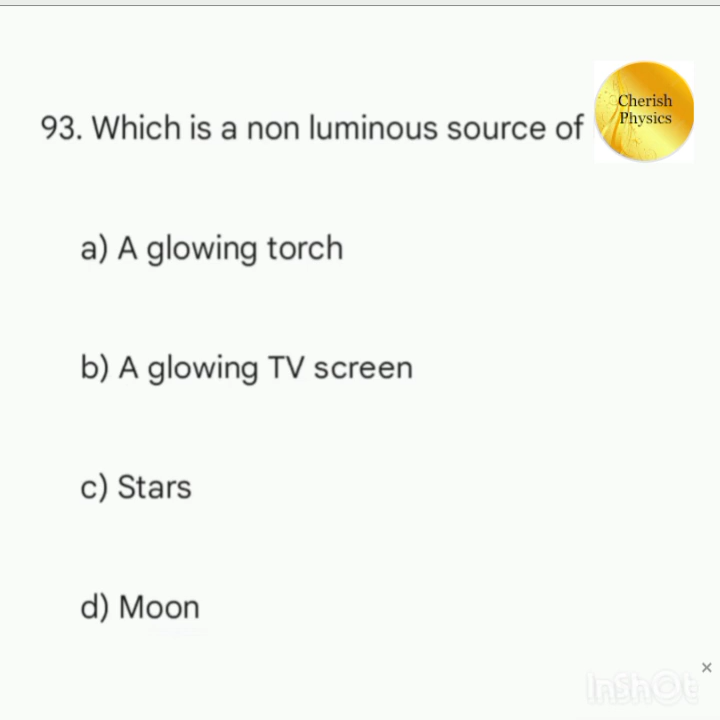 93. Which is a non luminous source of
Cherish
Physics
a) A glowing torch
b) A glowing TV screen
c) Stars
d) Moon
InShOt
×